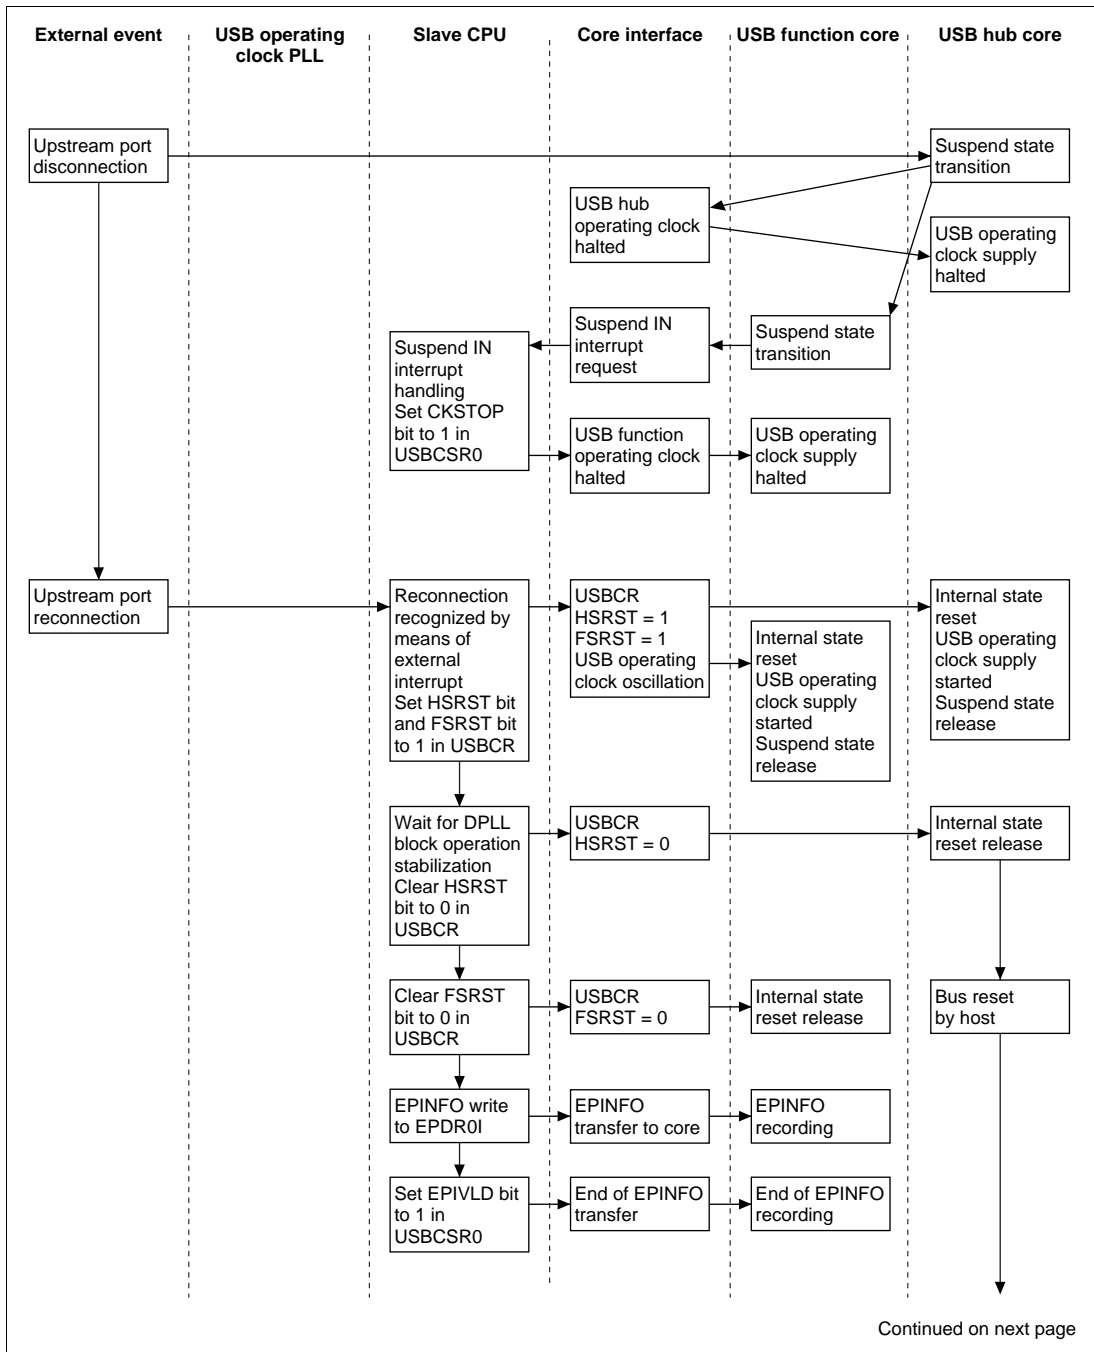 External event
USB operating
clock PLL
Slave CPU
Core interface
USB function core
USB hub core
Upstream port
disconnection
Suspend state
transition
USB hub
operating clock
halted
USB operating
clock supply
halted
Suspend IN
interrupt
handling
Set CKSTOP
bit to 1 in
USBCSR0
Suspend IN
interrupt
request
Suspend state
transition
USB function
operating clock
halted
USB operating
clock supply
halted
Upstream port
reconnection
Reconnection
recognized by
means of
external
interrupt
Set HSRST bit
and FSRST bit
to 1 in USBCR
USBCR
HSRST = 1
FSRST = 1
USB operating
clock oscillation
Internal state
reset
USB operating
clock supply
started
Suspend state
release
Internal state
reset
USB operating
clock supply
started
Suspend state
release
Wait for DPLL
block operation
stabilization
Clear HSRST
bit to 0 in
USBCR
USBCR
HSRST = 0
Internal state
reset release
Clear FSRST
bit to 0 in
USBCR
USBCR
FSRST = 0
Internal state
reset release
Bus reset
by host
EPINFO write
to EPDR0I
EPINFO
transfer to core
EPINFO
recording
Set EPIVLD bit
to 1 in
USBCSR0
End of EPINFO
transfer
End of EPINFO
recording
Continued on next page